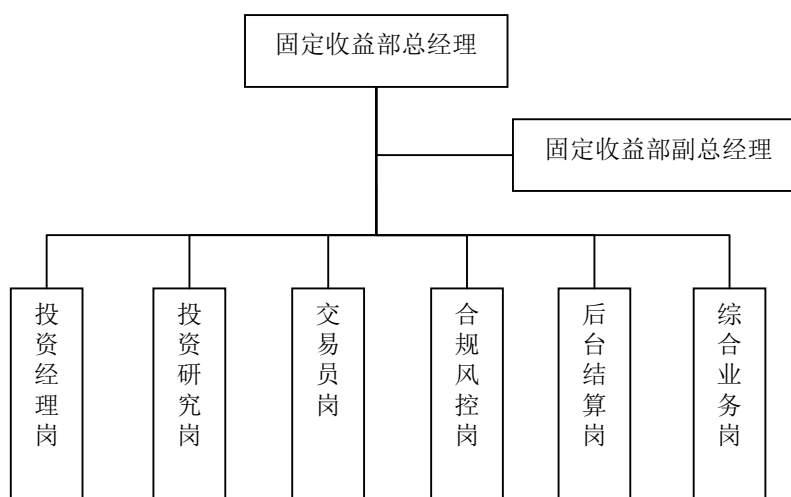 固定收益部总经理
固定收益部副总经理
投资经理岗
投资研究岗
交易员岗
合规风控岗
后台结算岗
综合业务岗